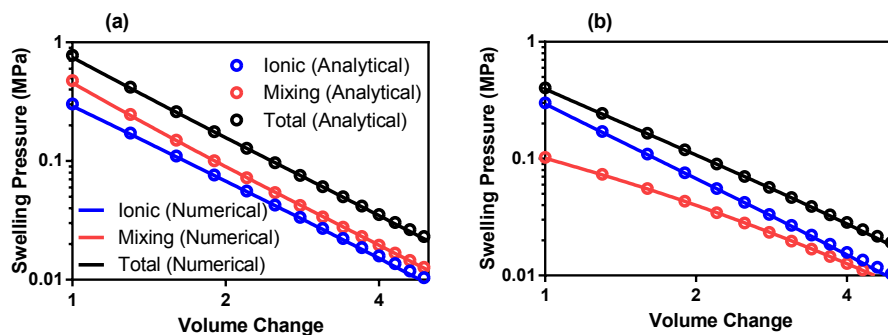 (a)
Swelling Pressure (MPa)
1
0.1
0.01
Ionic (Analytical)
Mixing (Analytical)
Total (Analytical)
Ionic (Numerical)
Mixing (Numerical)
Total (Numerical)
1
2
4
Volume Change
(b)
Swelling Pressure (MPa)
1
0.1
0.01
1
2
4
Volume Change